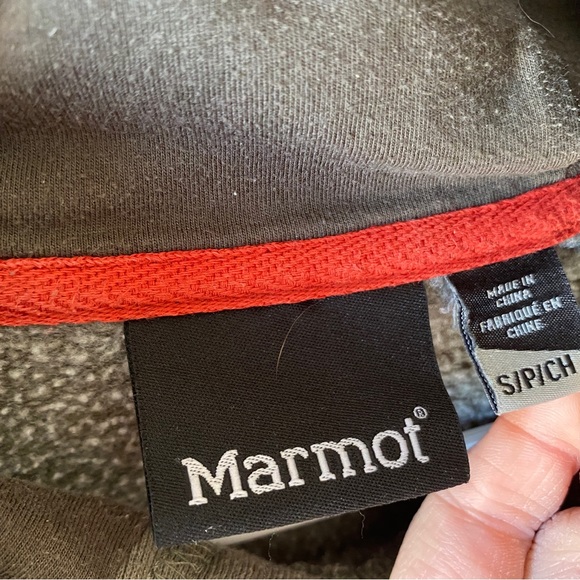 MADE IN
CHINA
FABRIQUÉ EN
CHINE
S/P/CH
Marmot®